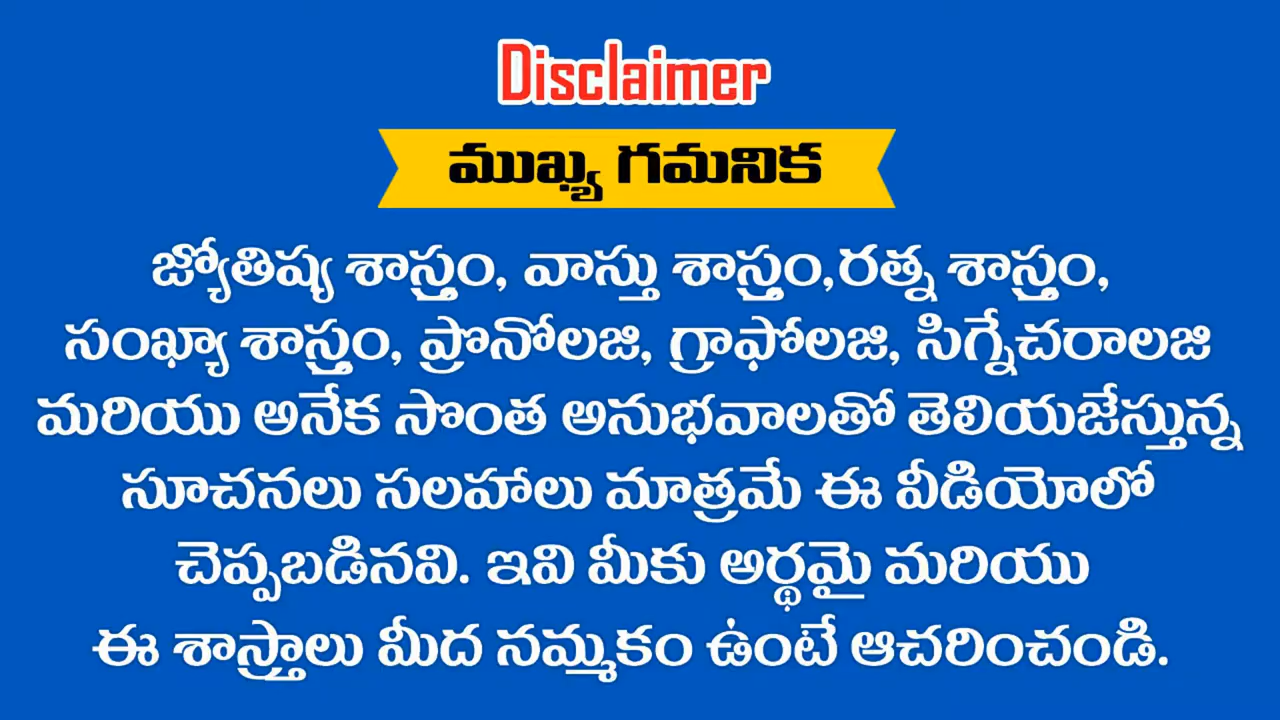 Disclaimer
ముఖ్య గమనిక
జ్యోతిష్య శాస్త్రం, వాస్తు శాస్త్రం,రత్న శాస్త్రం,
సంఖ్యా శాస్త్రం, ప్రొనోలజి, గ్రాఫోలజి, సిగ్నేచరాలజి
మరియు అనేక సొంత అనుభవాలతో తెలియజేస్తున్న
సూచనలు సలహాలు మాత్రమే ఈ వీడియోలో
చెప్పబడినవి. ఇవి మీకు అర్థమై మరియు
ఈ శాస్త్రాలు మీద నమ్మకం ఉంటే ఆచరించండి.